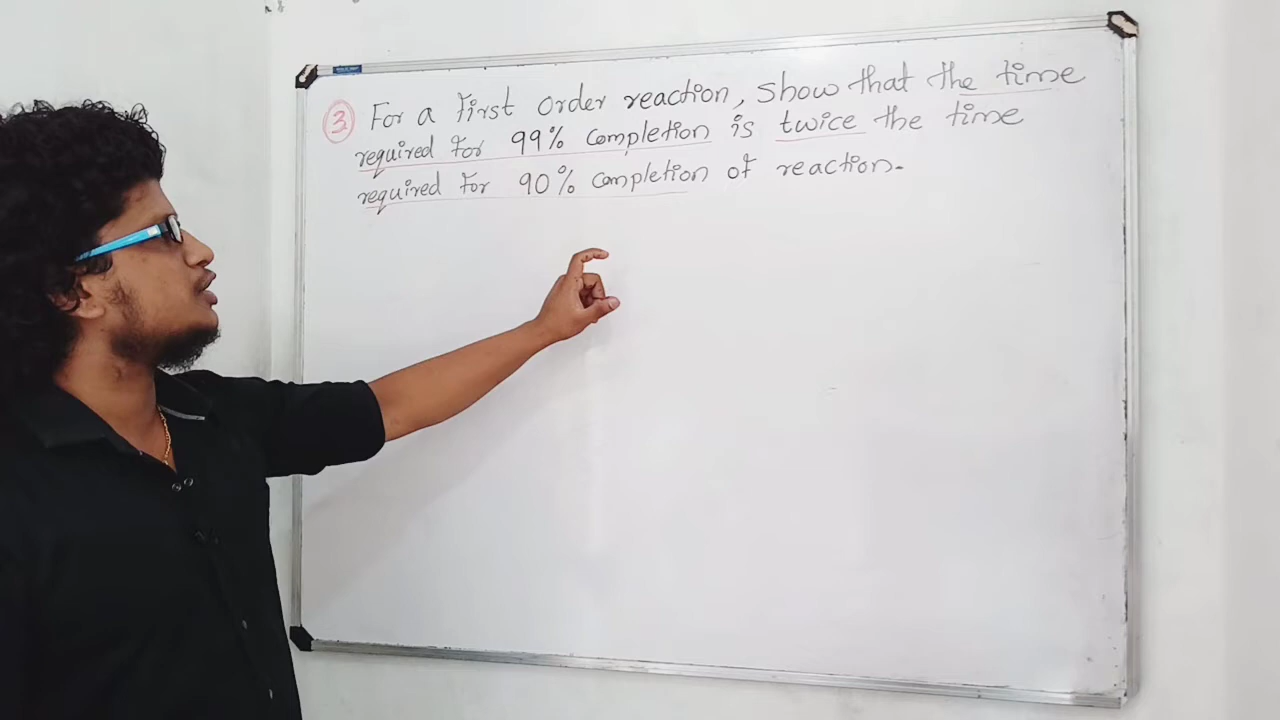 3 For a first order reaction, show that the time
required for 99% completion is twice the time
required for 90% completion of reaction.